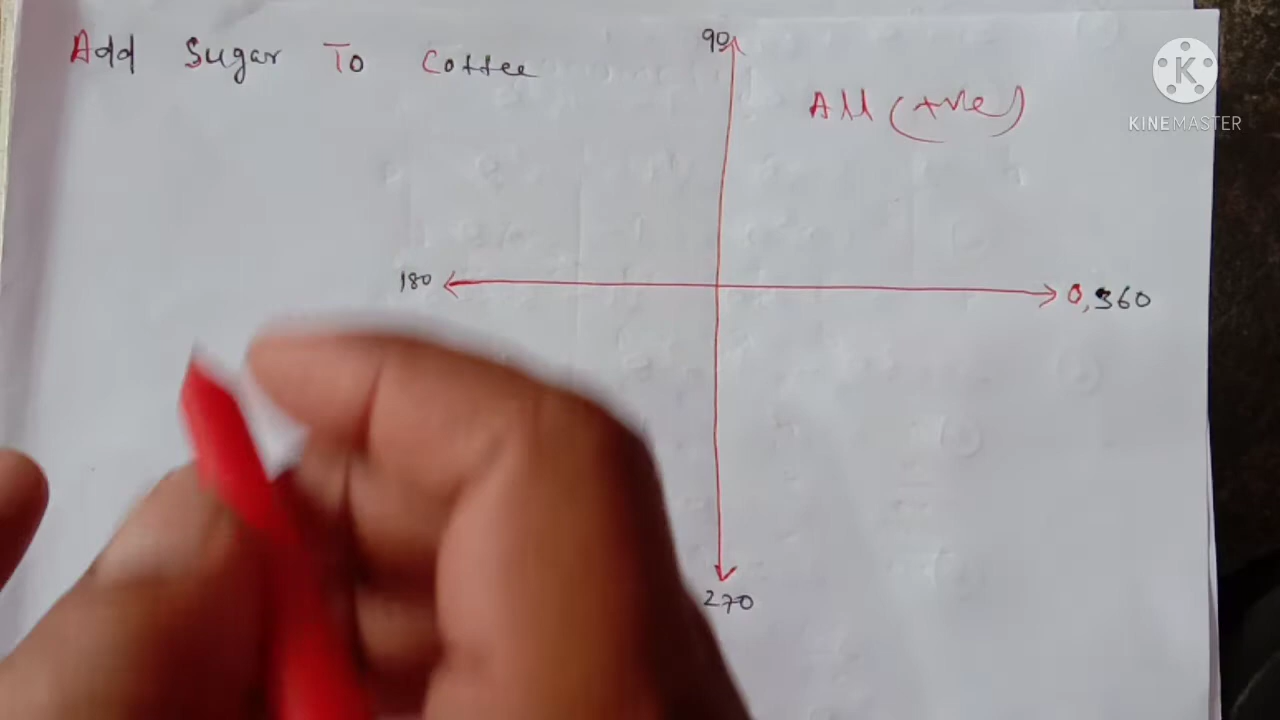 Add Sugar To Coffee
90
All (+ve)
180
0,360
270
K
KINEMASTER